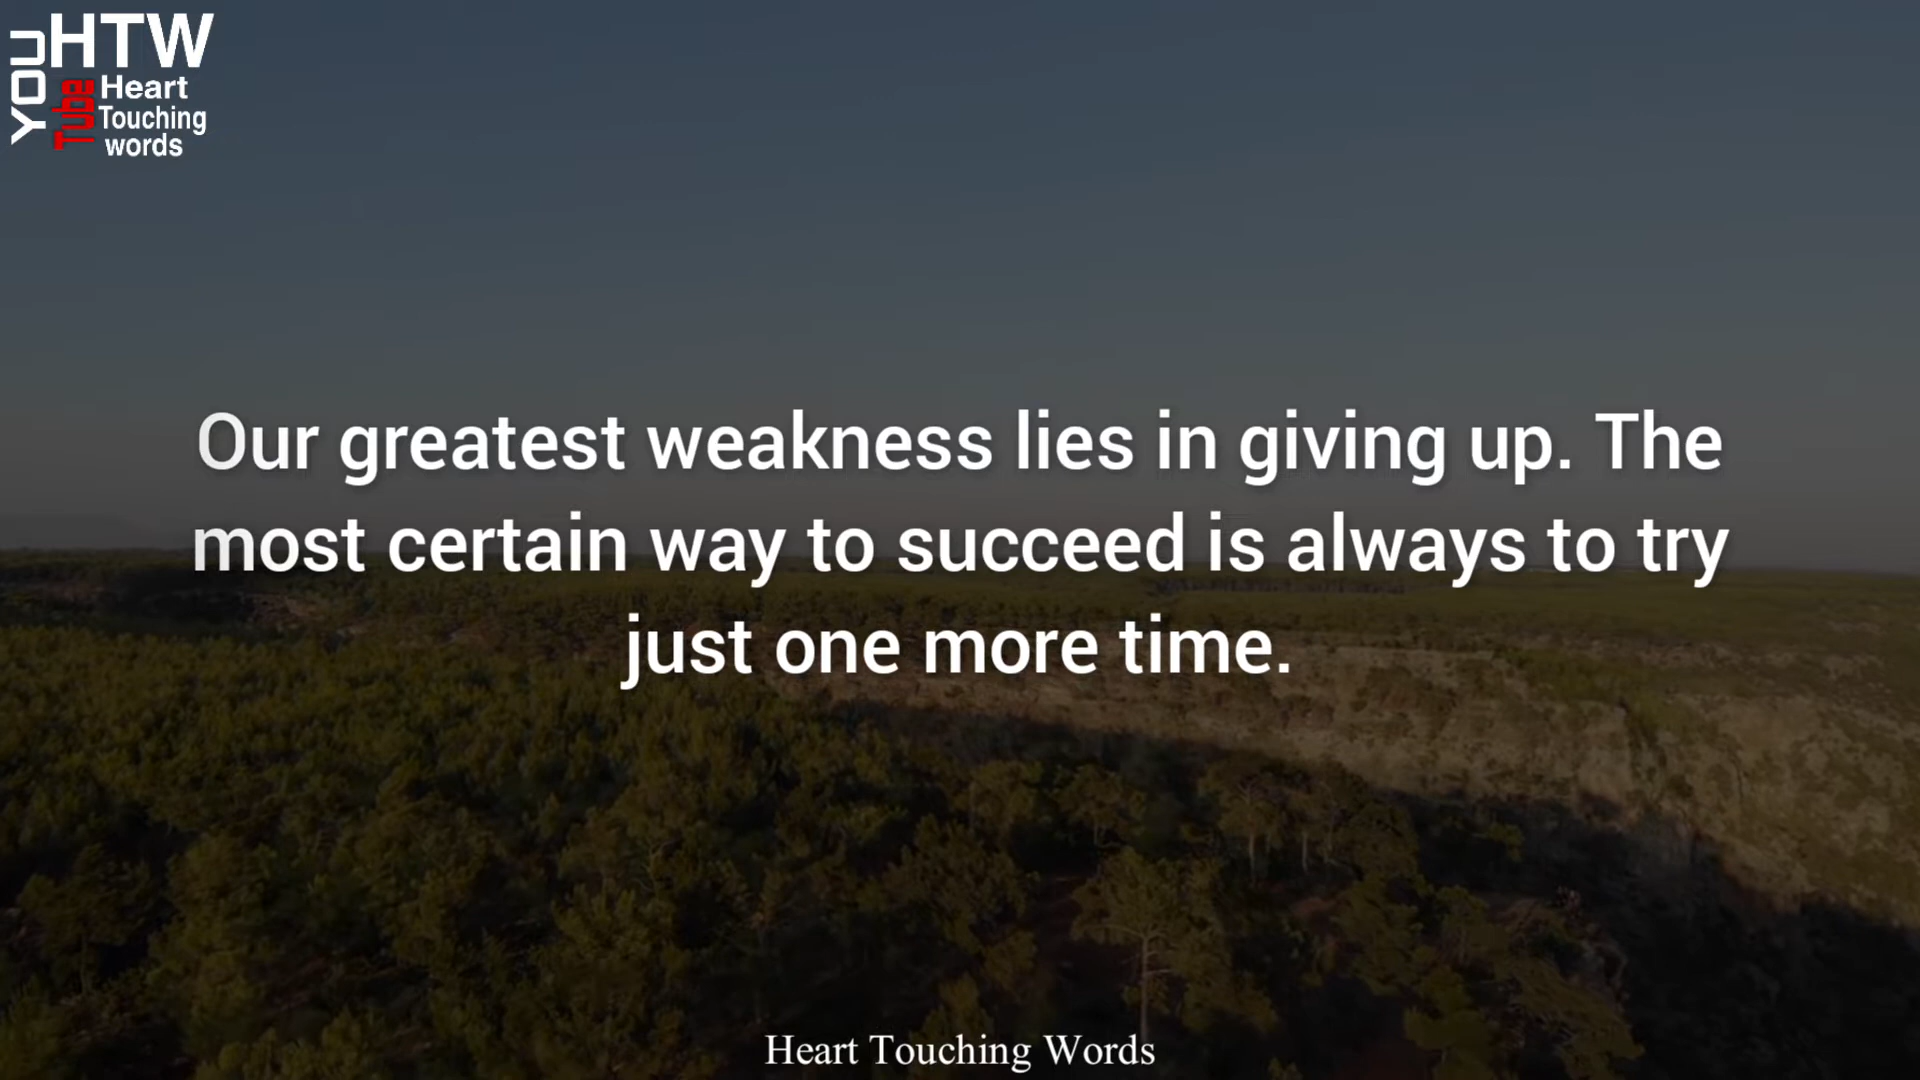 YOU
Tube
HTW
Heart
Touching
words
Our greatest weakness lies in giving up. The
most certain way to succeed is always to try
just one more time.
Heart Touching Words